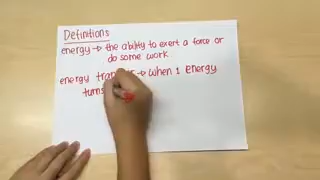 Definitions
energy → the ability to exert a force or
do some work.
energy → when 1 energy
turns